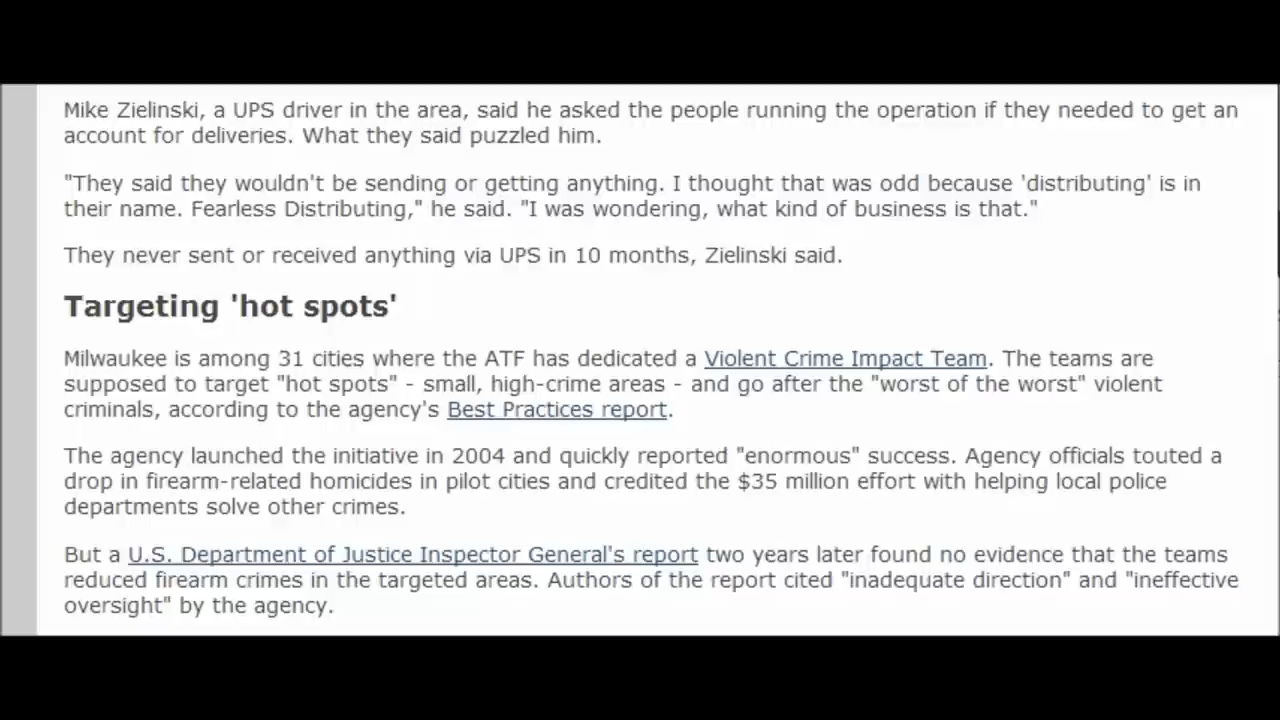 Mike Zielinski, a UPS driver in the area, said he asked the people running the operation if they needed to get an
account for deliveries. What they said puzzled him.
"They said they wouldn't be sending or getting anything. I thought that was odd because 'distributing' is in
their name. Fearless Distributing," he said. "I was wondering, what kind of business is that."
They never sent or received anything via UPS in 10 months, Zielinski said.
Targeting 'hot spots'
Milwaukee is among 31 cities where the ATF has dedicated a Violent Crime Impact Team. The teams are
supposed to target "hot spots" - small, high-crime areas - and go after the "worst of the worst" violent
criminals, according to the agency's Best Practices report.
The agency launched the initiative in 2004 and quickly reported "enormous" success. Agency officials touted a
drop in firearm-related homicides in pilot cities and credited the $35 million effort with helping local police
departments solve other crimes.
But a U.S. Department of Justice Inspector General's report two years later found no evidence that the teams
reduced firearm crimes in the targeted areas. Authors of the report cited "inadequate direction" and "ineffective
oversight" by the agency.